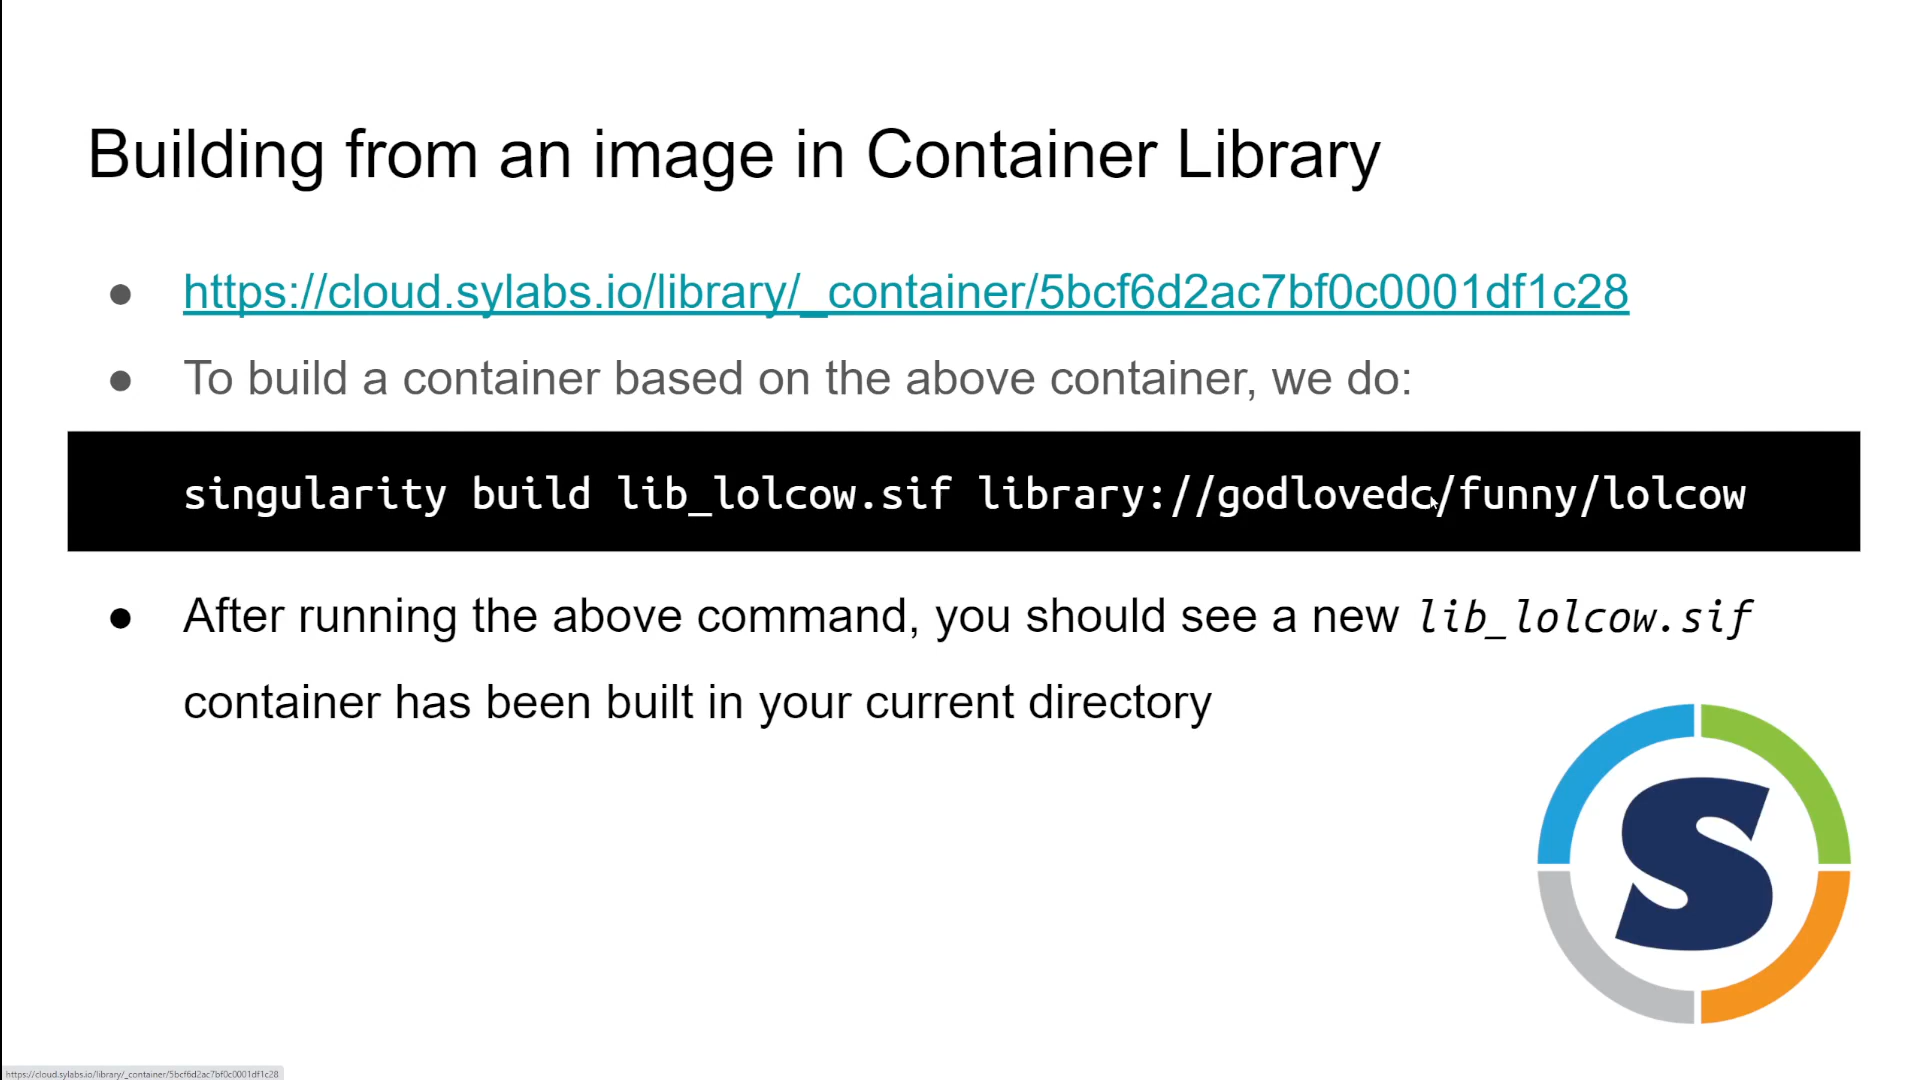 Building from an image in Container Library
● https://cloud.sylabs.io/library/_container/5bcf6d2ac7bf0c0001df1c28
● To build a container based on the above container, we do:
singularity build lib_lolcow.sif library://godlovedc/funny/lolcow
● After running the above command, you should see a new lib_lolcow.sif
container has been built in your current directory
S
https://cloud.sylabs.io/library/_container/5bcf6d2ac7bf0c0001df1c28